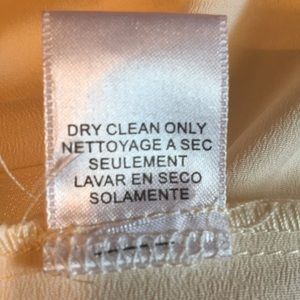 DRY CLEAN ONLY
NETTOYAGE A SEC
SEULEMENT
LAVAR EN SECO
SOLAMENTE